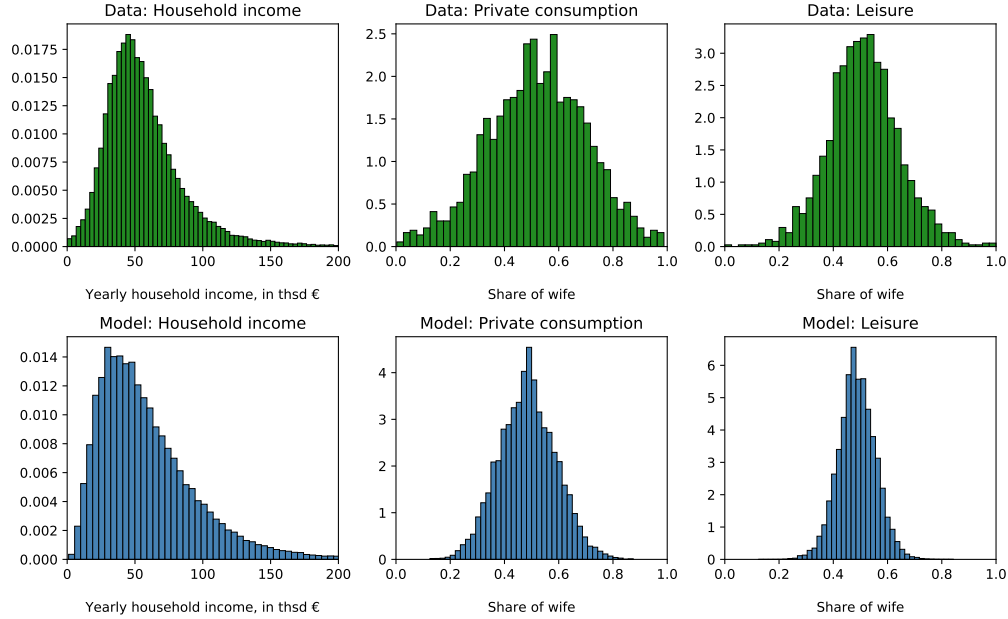 Data: Household income
0.0175
0.0150
0.0125
0.0100
0.0075
0.0050
0.0025
0.0000
0 50 100 150 200
Yearly household income, in thsd €
Data: Private consumption
2.5
2.0
1.5
1.0
0.5
0.0
0.0 0.2 0.4 0.6 0.8 1.0
Share of wife
Data: Leisure
3.0
2.5
2.0
1.5
1.0
0.5
0.0
0.0 0.2 0.4 0.6 0.8 1.0
Share of wife
Model: Household income
0.014
0.012
0.010
0.008
0.006
0.004
0.002
0.000
0 50 100 150 200
Yearly household income, in thsd €
Model: Private consumption
4
3
2
1
0
0.0 0.2 0.4 0.6 0.8 1.0
Share of wife
Model: Leisure
6
5
4
3
2
1
0
0.0 0.2 0.4 0.6 0.8 1.0
Share of wife